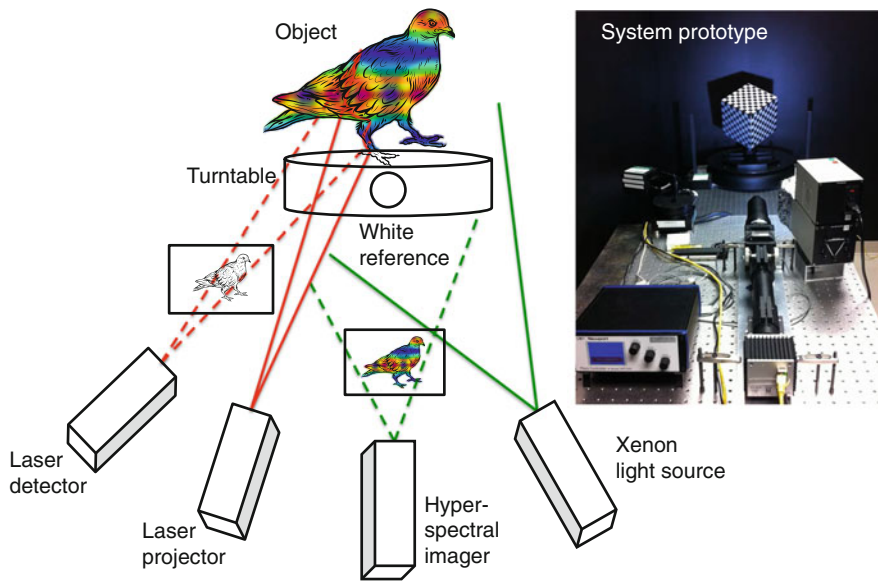 Object
System prototype
Turntable
White
reference
Laser
detector
Laser
projector
Hyper-
spectral
imager
Xenon
light source